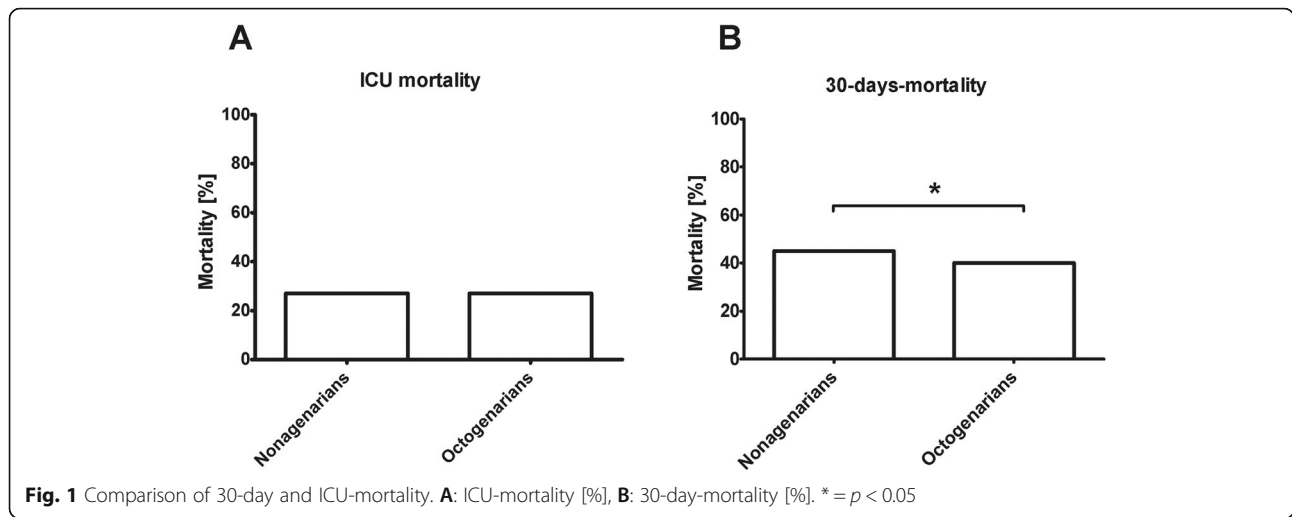 A
ICU mortality
Mortality [%]
100
80
60
40
20
0
Nonagenarians
Octogenarians
B
30-days-mortality
Mortality [%]
100
80
60
40
20
0
*
Nonagenarians
Octogenarians
Fig. 1 Comparison of 30-day and ICU-mortality. A: ICU-mortality [%], B: 30-day-mortality [%]. * = p < 0.05